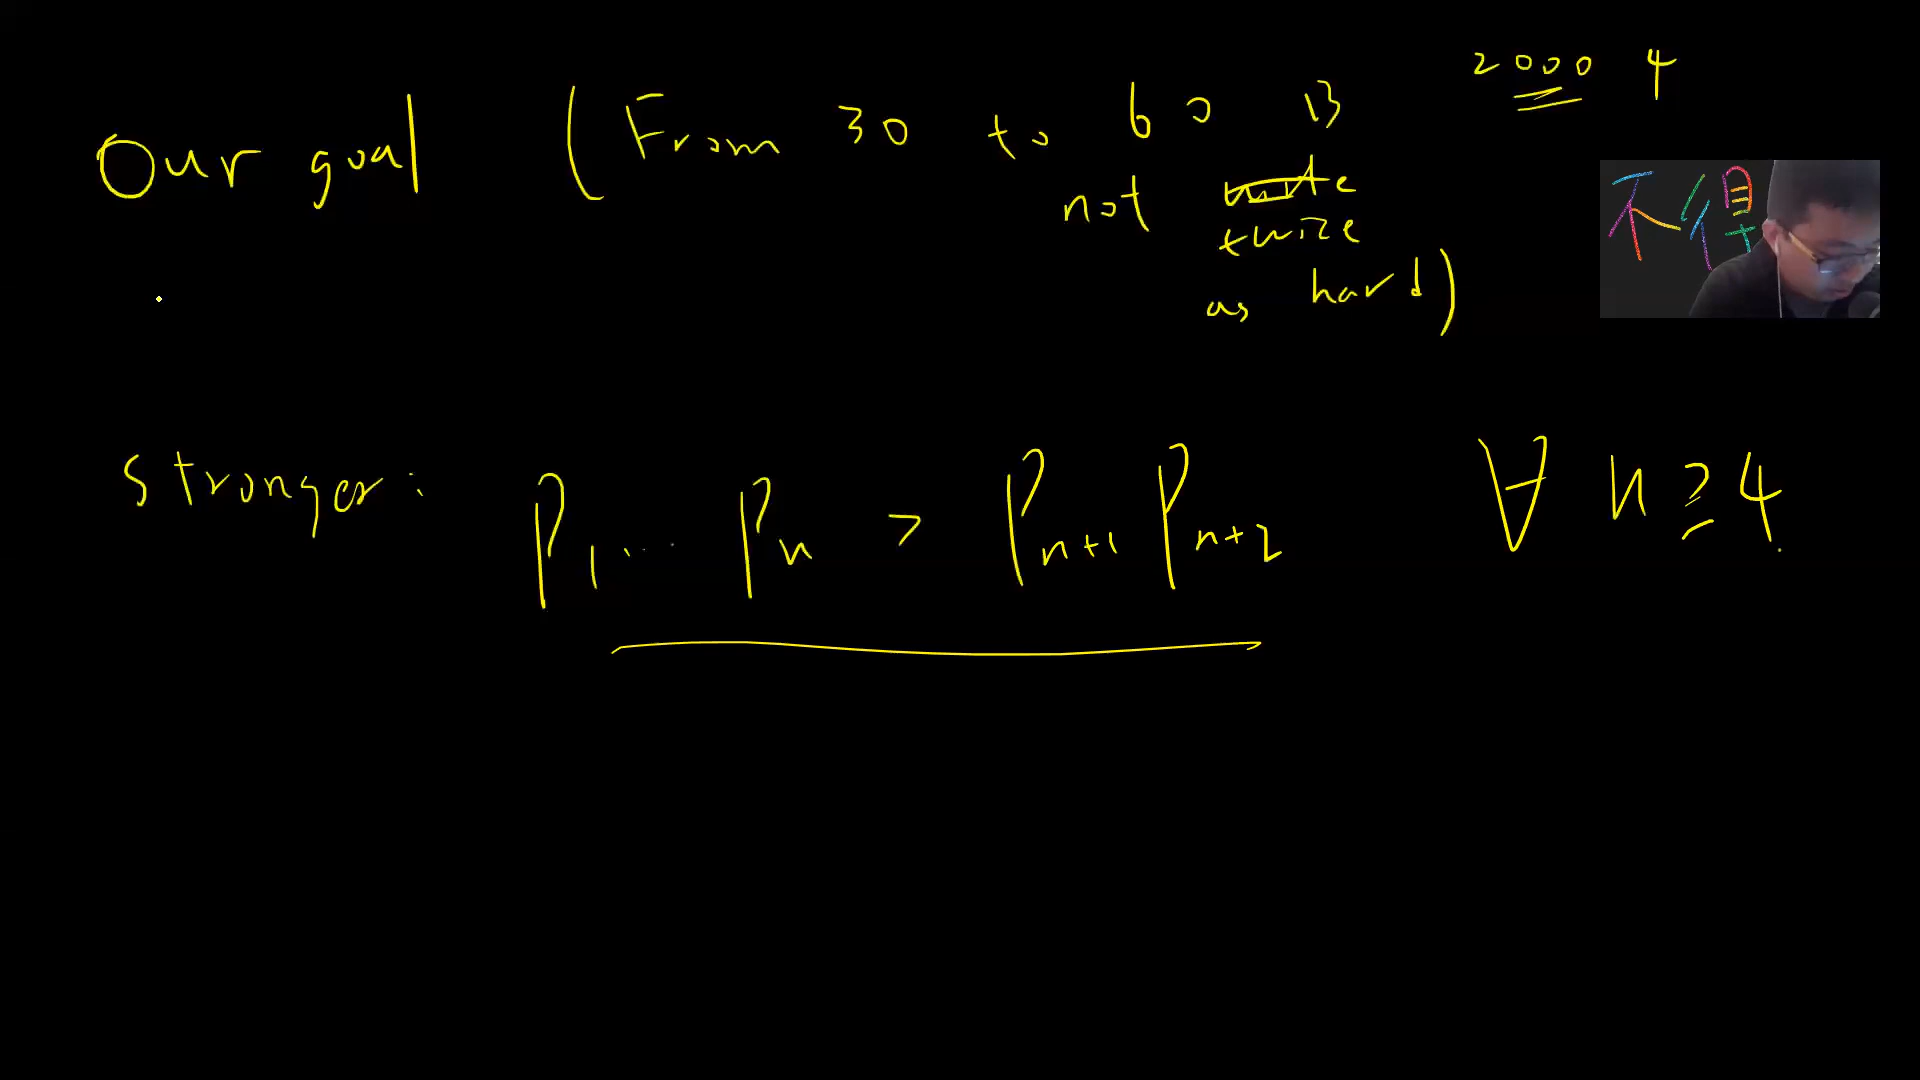 2000 4
Our goal (From 30 to 60 is
not
twice
as hard)
不得
Stronger: P₁ ... Pₙ > Pₙ₊₁ Pₙ₊₂ ∀ n ≥ 4.